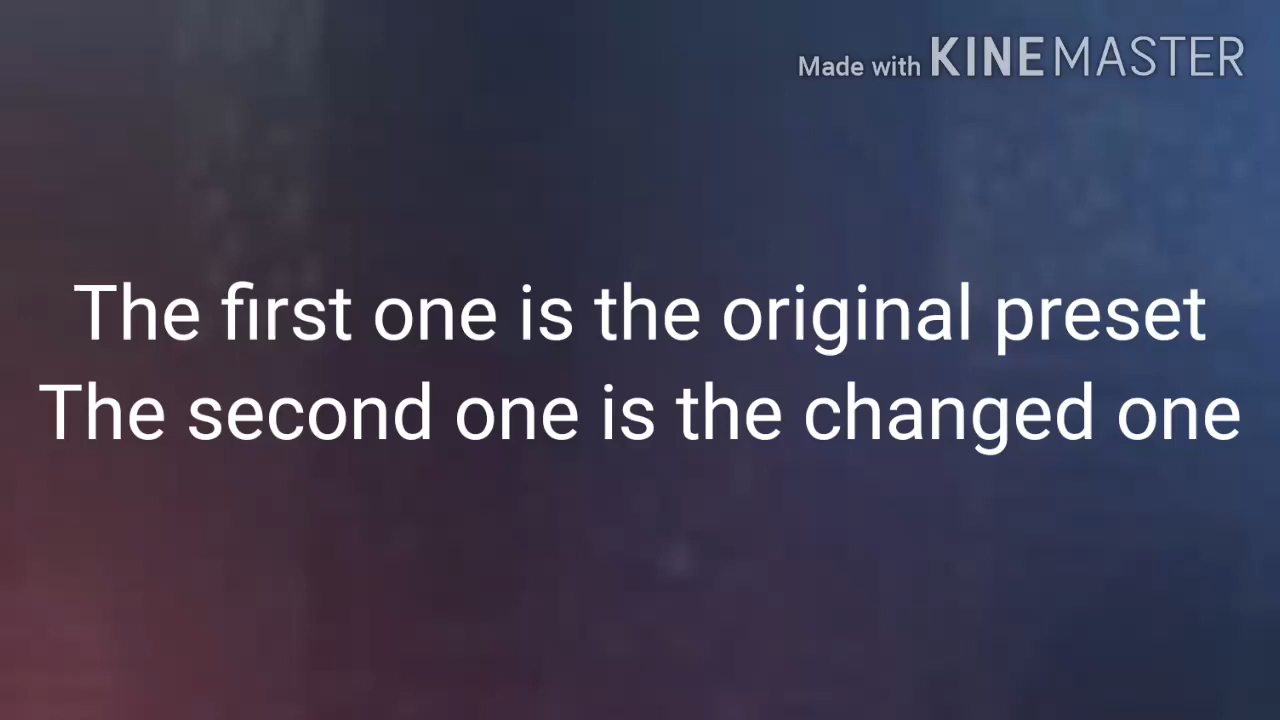 Made with KINEMASTER
The first one is the original preset
The second one is the changed one